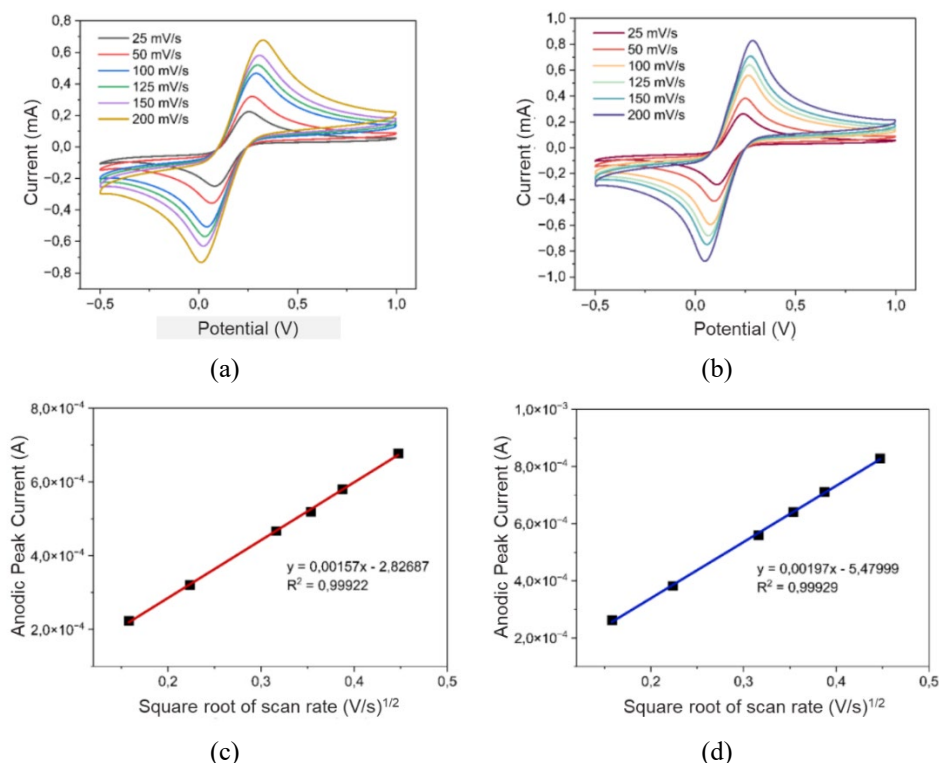 0,8
0,6
0,4
0,2
0,0
−0,2
−0,4
−0,6
−0,8
Current (mA)
25 mV/s
50 mV/s
100 mV/s
125 mV/s
150 mV/s
200 mV/s
−0,5
0,0
0,5
1,0
Potential (V)
(a)
1,0
0,8
0,6
0,4
0,2
0,0
−0,2
−0,4
−0,6
−0,8
−1,0
Current (mA)
25 mV/s
50 mV/s
100 mV/s
125 mV/s
150 mV/s
200 mV/s
−0,5
0,0
0,5
1,0
Potential (V)
(b)
8,0×10⁻⁴
6,0×10⁻⁴
4,0×10⁻⁴
2,0×10⁻⁴
Anodic Peak Current (A)
y = 0,00157x - 2,82687
R² = 0,99922
0,2
0,3
0,4
0,5
Square root of scan rate (V/s)¹/²
(c)
1,0×10⁻³
8,0×10⁻⁴
6,0×10⁻⁴
4,0×10⁻⁴
2,0×10⁻⁴
Anodic Peak Current (A)
y = 0,00197x - 5,47999
R² = 0,99929
0,2
0,3
0,4
0,5
Square root of scan rate (V/s)¹/²
(d)